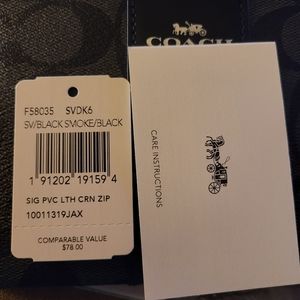 COACH
F58035 SVDK6
SV/BLACK SMOKE/BLACK
1 91202 19159 4
SIG PVC LTH CRN ZIP
10011319JAX
COMPARABLE VALUE
$78.00
CARE INSTRUCTIONS